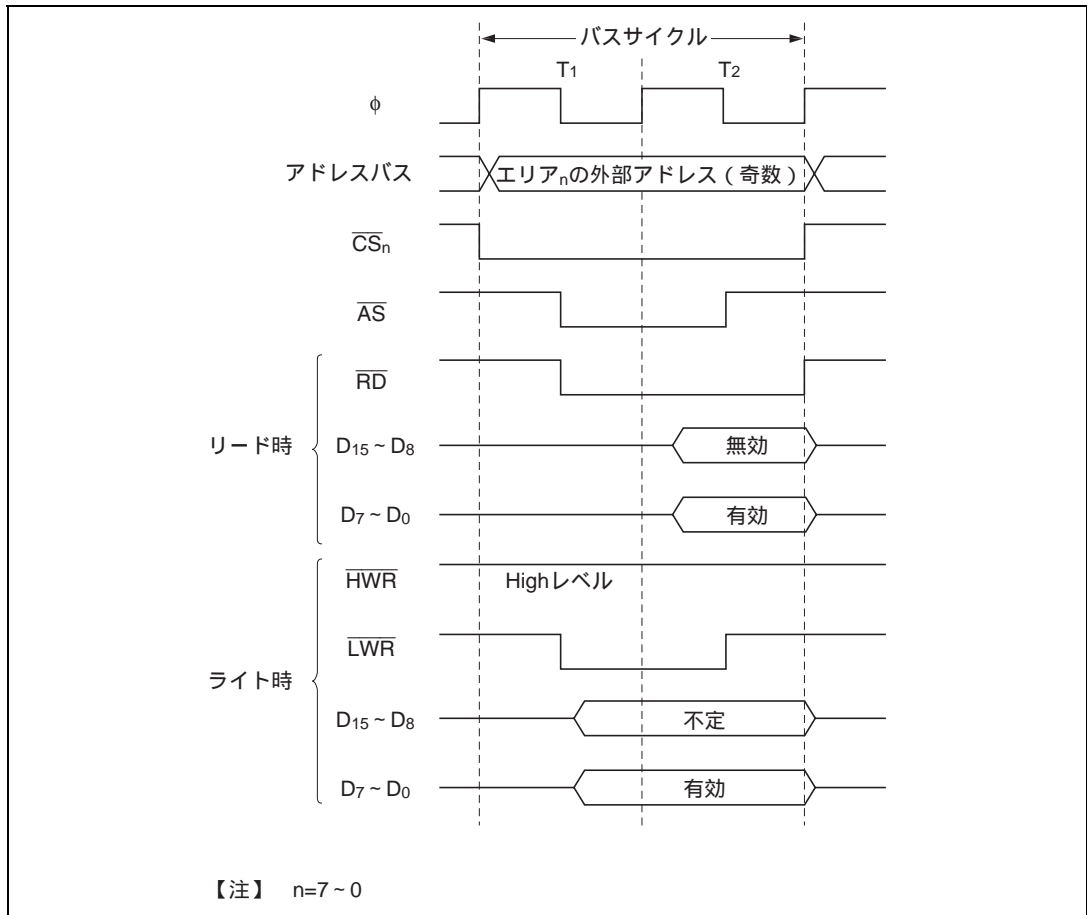 バスサイクル
T1 T2
φ
アドレスバス エリアnの外部アドレス（奇数）
CSn
AS
RD
リード時 D15～D8 無効
D7～D0 有効
HWR Highレベル
LWR
ライト時
D15～D8 不定
D7～D0 有効
【注】 n=7～0